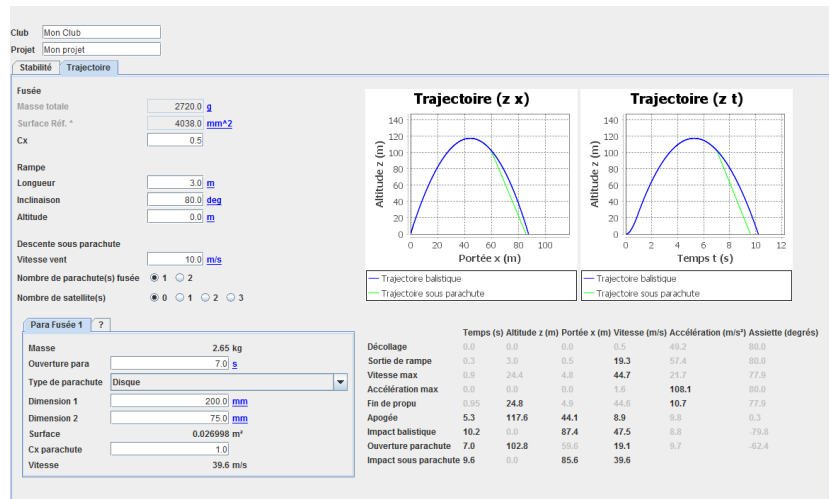 Club Mon Club
Projet Mon projet
Stabilité Trajectoire
Fusée
Masse totale 2720.0 g
Surface Réf. * 4038.0 mm^2
Cx 0.5
Rampe
Longueur 3.0 m
Inclinaison 80.0 deg
Altitude 0.0 m
Descente sous parachute
Vitesse vent 10.0 m/s
Nombre de parachute(s) fusée 1 2
Nombre de satellite(s) 0 1 2 3
Trajectoire (z x)
Altitude z (m)
140
120
100
80
60
40
20
0
0 20 40 60 80 100
Portée x (m)
Trajectoire balistique
Trajectoire sous parachute
Trajectoire (z t)
Altitude z (m)
140
120
100
80
60
40
20
0
0 2 4 6 8 10 12
Temps t (s)
Trajectoire balistique
Trajectoire sous parachute
Para Fusée 1 ?
Masse 2.65 kg
Ouverture para 7.0 s
Type de parachute Disque
Dimension 1 200.0 mm
Dimension 2 75.0 mm
Surface 0.026998 m²
Cx parachute 1.0
Vitesse 39.6 m/s
Temps (s) Altitude z (m) Portée x (m) Vitesse (m/s) Accélération (m/s²) Assiette (degrés)
Décollage 0.0 0.0 0.0 0.5 49.2 80.0
Sortie de rampe 0.3 3.0 0.5 19.3 57.4 80.0
Vitesse max 0.9 24.4 4.8 44.7 21.7 77.9
Accélération max 0.0 0.0 0.0 1.6 108.1 80.0
Fin de propu 0.95 24.8 4.9 44.6 10.7 77.9
Apogée 5.3 117.6 44.1 8.9 9.8 0.3
Impact balistique 10.2 0.0 87.4 47.5 8.8 -79.8
Ouverture parachute 7.0 102.8 59.6 19.1 9.7 -62.4
Impact sous parachute 9.6 0.0 85.6 39.6